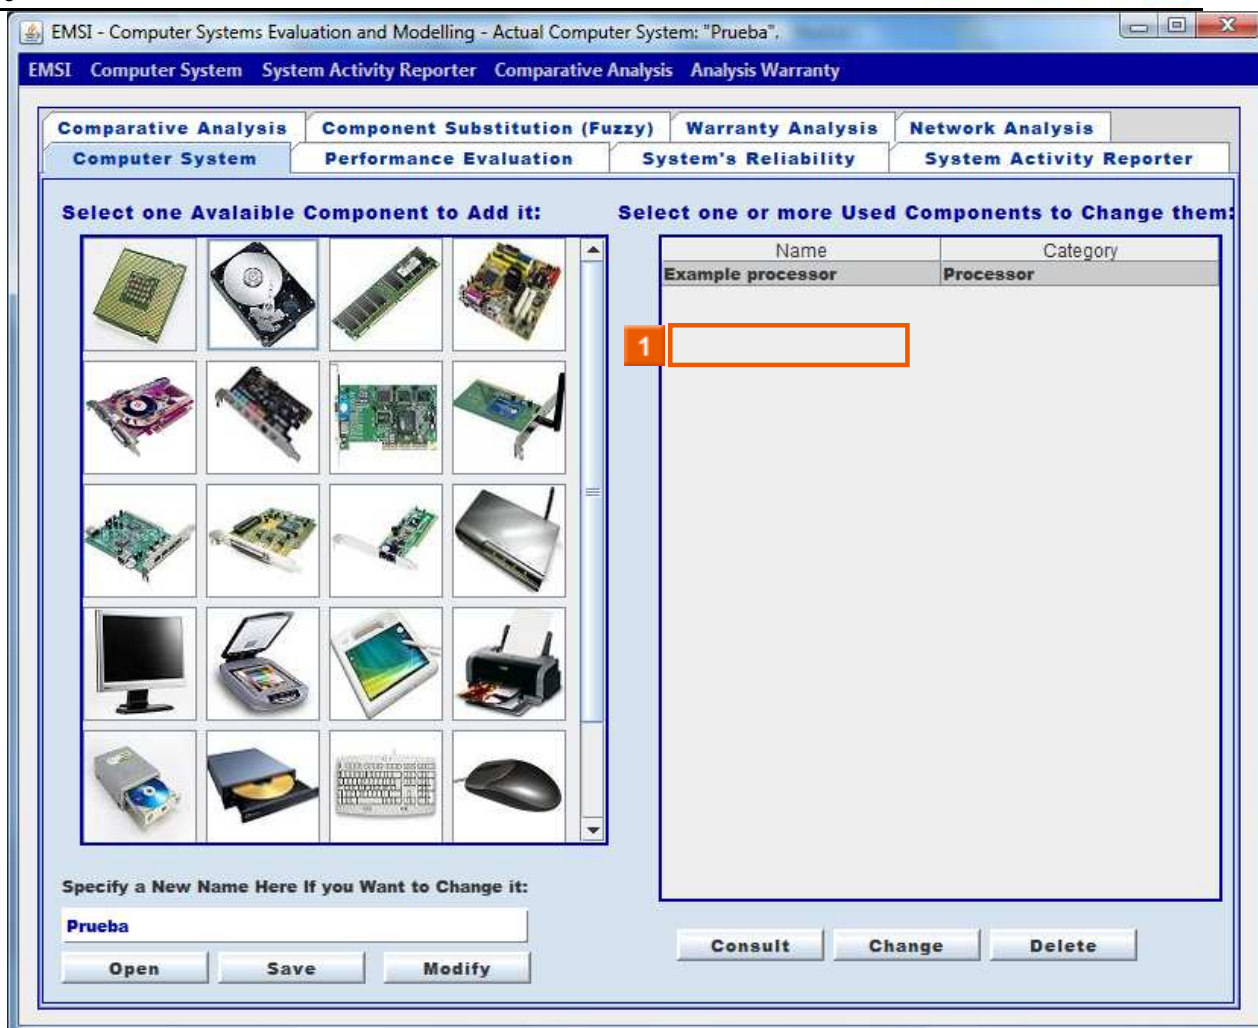 EMSI - Computer Systems Evaluation and Modelling - Actual Computer System: "Prueba".
EMSI Computer System System Activity Reporter Comparative Analysis Analysis Warranty
Comparative Analysis Component Substitution (Fuzzy) Warranty Analysis Network Analysis
Computer System Performance Evaluation System's Reliability System Activity Reporter
Select one Avalaible Component to Add it: Select one or more Used Components to Change them:
Name Category
Example processor Processor
1
Specify a New Name Here If you Want to Change it:
Prueba
Consult Change Delete
Open Save Modify